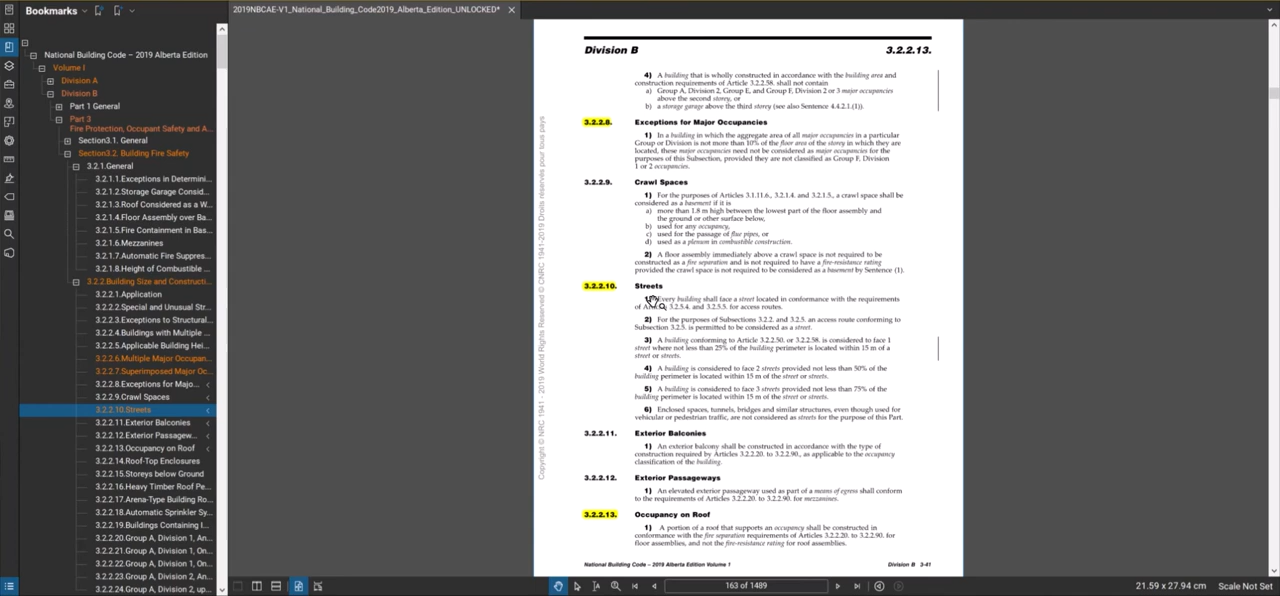 Bookmarks
2019NBCAE-V1_National_Building_Code2019_Alberta_Edition_UNLOCKED*
National Building Code – 2019 Alberta Edition
Volume I
Division A
Division B
Part 1 General
Part 3
Fire Protection, Occupant Safety and A...
Section3.1. General
Section3.2. Building Fire Safety
3.2.1.General
3.2.1.1.Exceptions in Determini...
3.2.1.2.Storage Garage Consid...
3.2.1.3.Roof Considered as a W...
3.2.1.4.Floor Assembly over Ba...
3.2.1.5.Fire Containment in Bas...
3.2.1.6.Mezzanines
3.2.1.7.Automatic Fire Suppres...
3.2.1.8.Height of Combustible ...
3.2.2.Building Size and Constructi...
3.2.2.1.Application
3.2.2.2.Special and Unusual Str...
3.2.2.3.Exceptions to Structural...
3.2.2.4.Buildings with Multiple ...
3.2.2.5.Applicable Building Hei...
3.2.2.6.Multiple Major Occupan...
3.2.2.7.Superimposed Major Oc...
3.2.2.8.Exceptions for Majo...
3.2.2.9.Crawl Spaces
3.2.2.10.Streets
3.2.2.11.Exterior Balconies
3.2.2.12.Exterior Passagew...
3.2.2.13.Occupancy on Roof
3.2.2.14.Roof-Top Enclosures
3.2.2.15.Storeys below Ground
3.2.2.16.Heavy Timber Roof Pe...
3.2.2.17.Arena-Type Building Ro...
3.2.2.18.Automatic Sprinkler Sy...
3.2.2.19.Buildings Containing I...
3.2.2.20.Group A, Division 1, An...
3.2.2.21.Group A, Division 1, On...
3.2.2.22.Group A, Division 1, On...
3.2.2.23.Group A, Division 2, An...
3.2.2.24.Group A, Division 2, up...
Division B 3.2.2.13.
4) A building that is wholly constructed in accordance with the building area and
construction requirements of Article 3.2.2.58. shall not contain
a) Group A, Division 2, Group E, and Group F, Division 2 or 3 major occupancies
above the second storey, or
b) a storage garage above the third storey (see also Sentence 4.4.2.1.(1)).
3.2.2.8. Exceptions for Major Occupancies
1) In a building in which the aggregate area of all major occupancies in a particular
Group or Division is not more than 10% of the floor area of the storey in which they are
located, these major occupancies need not be considered as major occupancies for the
purposes of this Subsection, provided they are not classified as Group F, Division
1 or 2 occupancies.
3.2.2.9. Crawl Spaces
1) For the purposes of Articles 3.1.11.6., 3.2.1.4. and 3.2.1.5., a crawl space shall be
considered as a basement if it is
a) more than 1.8 m high between the lowest part of the floor assembly and
the ground or other surface below,
b) used for any occupancy,
c) used for the passage of flue pipes, or
d) used as a plenum in combustible construction.
2) A floor assembly immediately above a crawl space is not required to be
constructed as a fire separation and is not required to have a fire-resistance rating
provided the crawl space is not required to be considered as a basement by Sentence (1).
3.2.2.10. Streets
Every building shall face a street located in conformance with the requirements
of 3.2.5.4. and 3.2.5.5. for access routes.
2) For the purposes of Subsections 3.2.2. and 3.2.5. an access route conforming to
Subsection 3.2.5. is permitted to be considered as a street.
3) A building conforming to Article 3.2.2.50. or 3.2.2.58. is considered to face 1
street where not less than 25% of the building perimeter is located within 15 m of a
street or streets.
4) A building is considered to face 2 streets provided not less than 50% of the
building perimeter is located within 15 m of the street or streets.
5) A building is considered to face 3 streets provided not less than 75% of the
building perimeter is located within 15 m of the street or streets.
6) Enclosed spaces, tunnels, bridges and similar structures, even though used for
vehicular or pedestrian traffic, are not considered as streets for the purpose of this Part.
3.2.2.11. Exterior Balconies
1) An exterior balcony shall be constructed in accordance with the type of
construction required by Articles 3.2.2.20. to 3.2.2.90., as applicable to the occupancy
classification of the building.
3.2.2.12. Exterior Passageways
1) An elevated exterior passageway used as part of a means of egress shall conform
to the requirements of Articles 3.2.2.20. to 3.2.2.90. for mezzanines.
3.2.2.13. Occupancy on Roof
1) A portion of a roof that supports an occupancy shall be constructed in
conformance with the fire separation requirements of Articles 3.2.2.20. to 3.2.2.90. for
floor assemblies, and not the fire-resistance rating for roof assemblies.
National Building Code – 2019 Alberta Edition Volume 1 Division B 3-41
Copyright © NRC 1941 - 2019 World Rights Reserved © CNRC 1941-2019 Droits réservés pour tous pays
163 of 1489
21.59 x 27.94 cm Scale Not Set